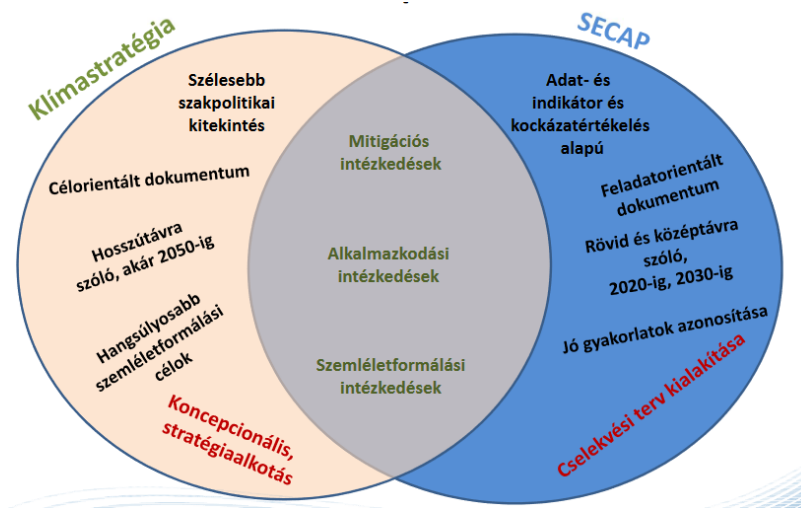 Klímastratégia
Szélesebb
szakpolitikai
kitekintés
Célorientált dokumentum
Hosszútávra
szóló, akár 2050-ig
Hangsúlyosabb
szemléletformálási
célok
Koncepcionális,
stratégiaalkotás
Mitigációs
intézkedések
Alkalmazkodási
intézkedések
Szemléletformálási
intézkedések
SECAP
Adat- és
indikátor és
kockázatértékelés
alapú
Feladatorientált
dokumentum
Rövid és középtávra
szóló,
2020-ig, 2030-ig
Jó gyakorlatok azonosítása
Cselekvési terv kialakítása